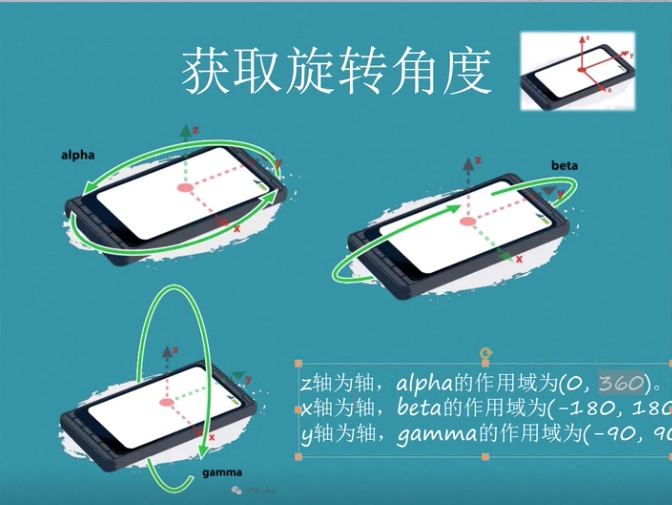 获取旋转角度
z
y
x
alpha
z
x
beta
z
y
x
z
y
x
gamma
z轴为轴，alpha的作用域为(0, 360)。
x轴为轴，beta的作用域为(-180, 180
y轴为轴，gamma的作用域为(-90, 90